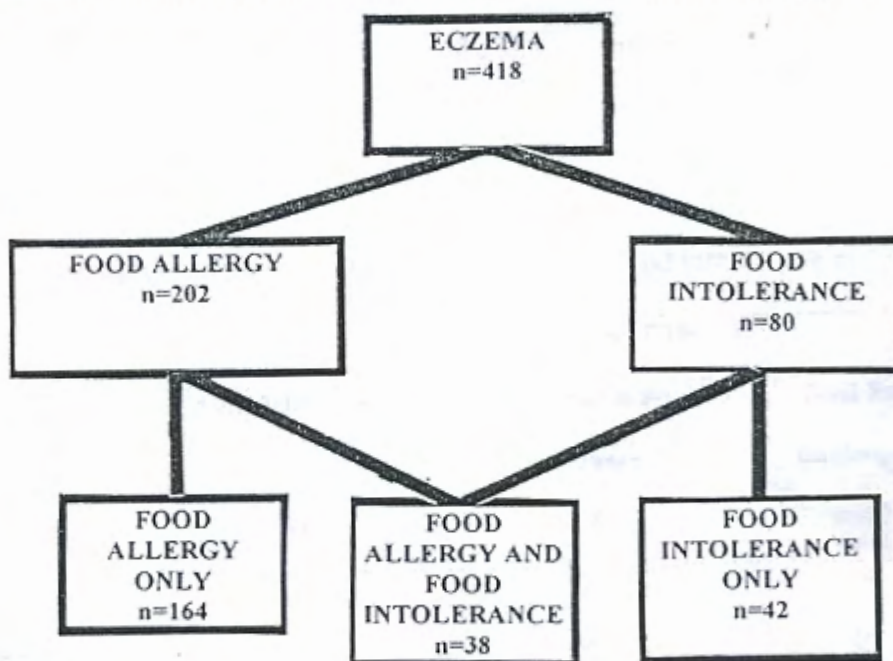 ECZEMA
n=418
FOOD ALLERGY
n=202
FOOD
INTOLERANCE
n=80
FOOD
ALLERGY
ONLY
n=164
FOOD
ALLERGY AND
FOOD
INTOLERANCE
n=38
FOOD
INTOLERANCE
ONLY
n=42